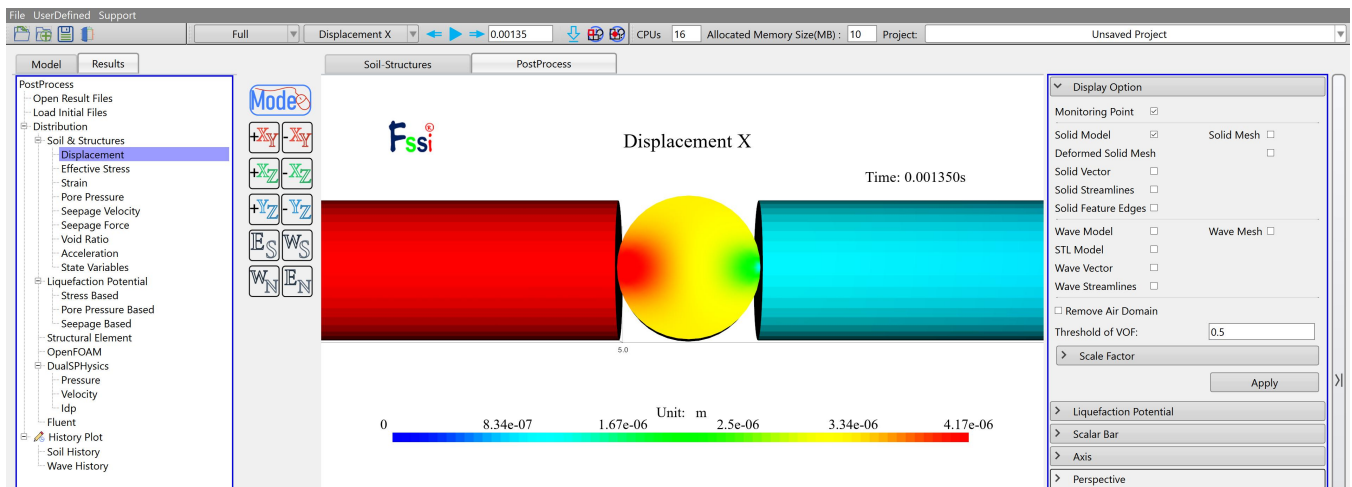 File UserDefined Support
Full Displacement X 0.00135 CPUs 16 Allocated Memory Size(MB) : 10 Project: Unsaved Project
Model Results
PostProcess
Open Result Files
Load Initial Files
Distribution
Soil & Structures
Displacement
Effective Stress
Strain
Pore Pressure
Seepage Velocity
Seepage Force
Void Ratio
Acceleration
State Variables
Liquefaction Potential
Stress Based
Pore Pressure Based
Seepage Based
Structural Element
OpenFOAM
DualSPHysics
Pressure
Velocity
Idp
Fluent
History Plot
Soil History
Wave History
Mode
+XY -XY
+XZ -XZ
+YZ -YZ
ES WS
WN EN
Soil-Structures PostProcess
Fssi®
Displacement X
Time: 0.001350s
5.0
Unit: m
0 8.34e-07 1.67e-06 2.5e-06 3.34e-06 4.17e-06
Display Option
Monitoring Point
Solid Model Solid Mesh
Deformed Solid Mesh
Solid Vector
Solid Streamlines
Solid Feature Edges
Wave Model Wave Mesh
STL Model
Wave Vector
Wave Streamlines
Remove Air Domain
Threshold of VOF: 0.5
Scale Factor
Apply
Liquefaction Potential
Scalar Bar
Axis
Perspective